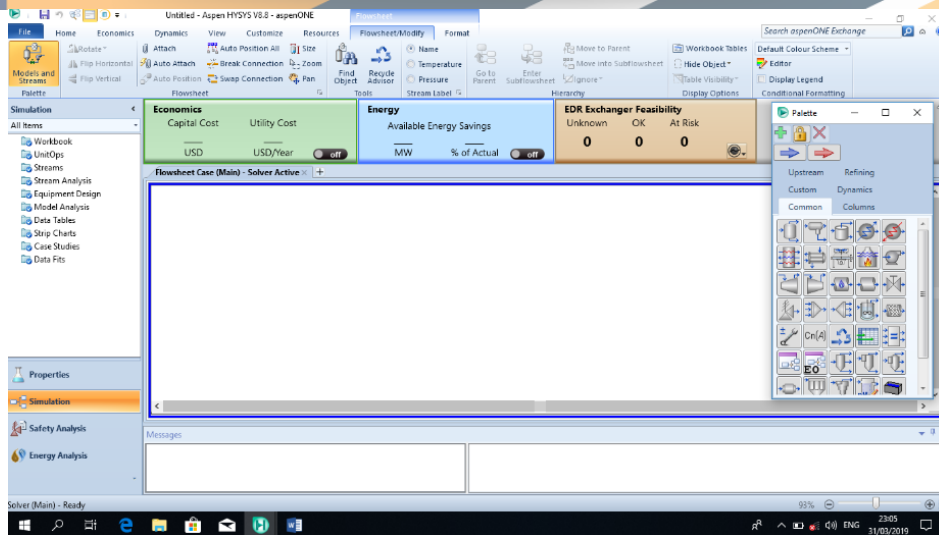 Untitled - Aspen HYSYS V8.8 - aspenONE
Flowsheet
File Home Economics Dynamics View Customize Resources Flowsheet/Modify Format
Search aspenONE Exchange
Models and Streams
Rotate
Flip Horizontal
Flip Vertical
Palette
Attach
Auto Attach
Auto Position
Auto Position All
Break Connection
Swap Connection
Size
Zoom
Pan
Flowsheet
Find Object
Recycle Advisor
Tools
Name
Temperature
Pressure
Stream Label
Go to Parent
Enter Subflowsheet
Move to Parent
Move into Subflowsheet
Ignore
Hierarchy
Workbook Tables
Hide Object
Table Visibility
Display Options
Default Colour Scheme
Editor
Display Legend
Conditional Formatting
Simulation
All Items
Workbook
UnitOps
Streams
Stream Analysis
Equipment Design
Model Analysis
Data Tables
Strip Charts
Case Studies
Data Fits
Properties
Simulation
Safety Analysis
Energy Analysis
Economics
Capital Cost Utility Cost
USD USD/Year off
Energy
Available Energy Savings
MW % of Actual off
EDR Exchanger Feasibility
Unknown OK At Risk
0 0 0
Flowsheet Case (Main) - Solver Active
Palette
Upstream Refining
Custom Dynamics
Common Columns
Cn[A]
EO
Messages
Solver (Main) - Ready
93%
ENG
23:05
31/03/2019